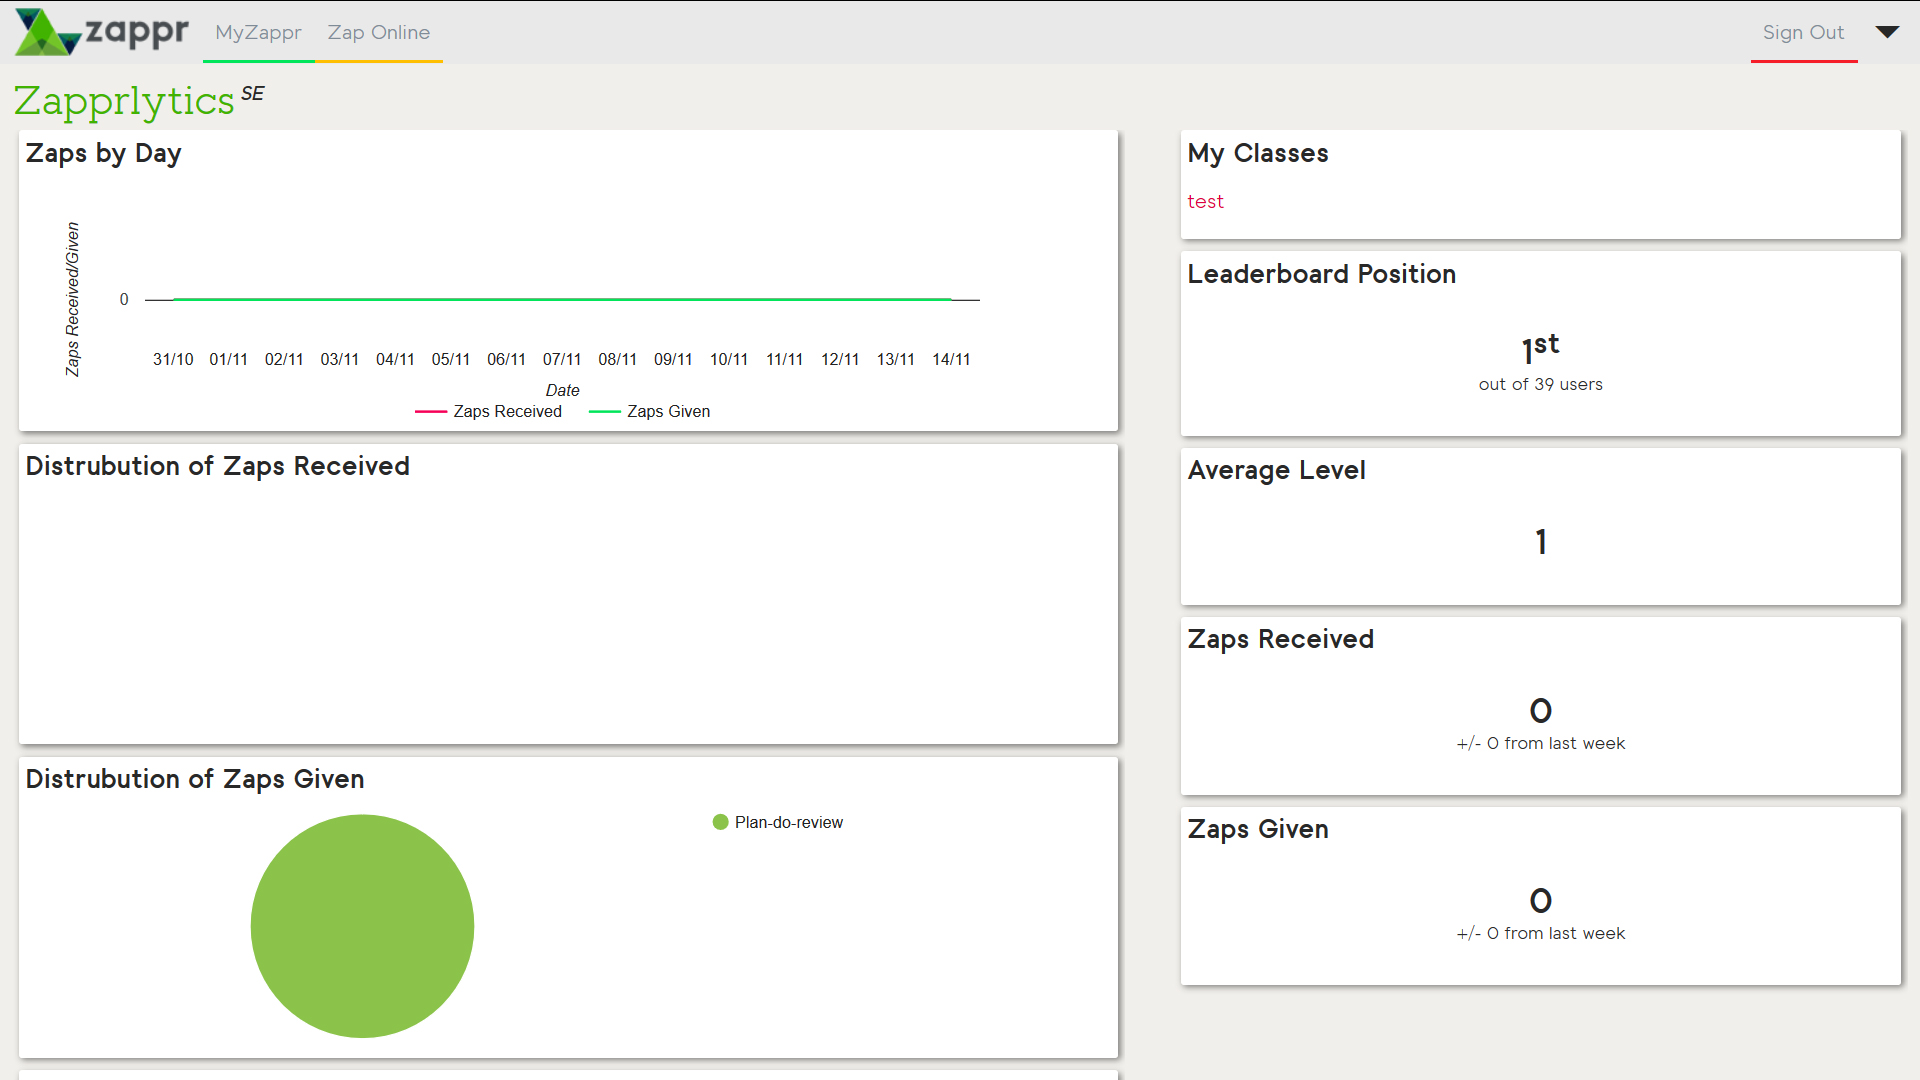 zappr
MyZappr
Zap Online
Sign Out
Zapprlytics SE
Zaps by Day
Zaps Received/Given
0
31/10 01/11 02/11 03/11 04/11 05/11 06/11 07/11 08/11 09/11 10/11 11/11 12/11 13/11 14/11
Date
Zaps Received Zaps Given
Distrubution of Zaps Received
Distrubution of Zaps Given
Plan-do-review
My Classes
test
Leaderboard Position
1st
out of 39 users
Average Level
1
Zaps Received
0
+/- 0 from last week
Zaps Given
0
+/- 0 from last week